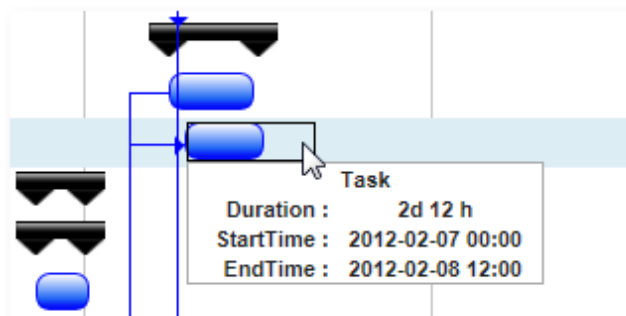 Task
Duration : 2d 12 h
StartTime : 2012-02-07 00:00
EndTime : 2012-02-08 12:00